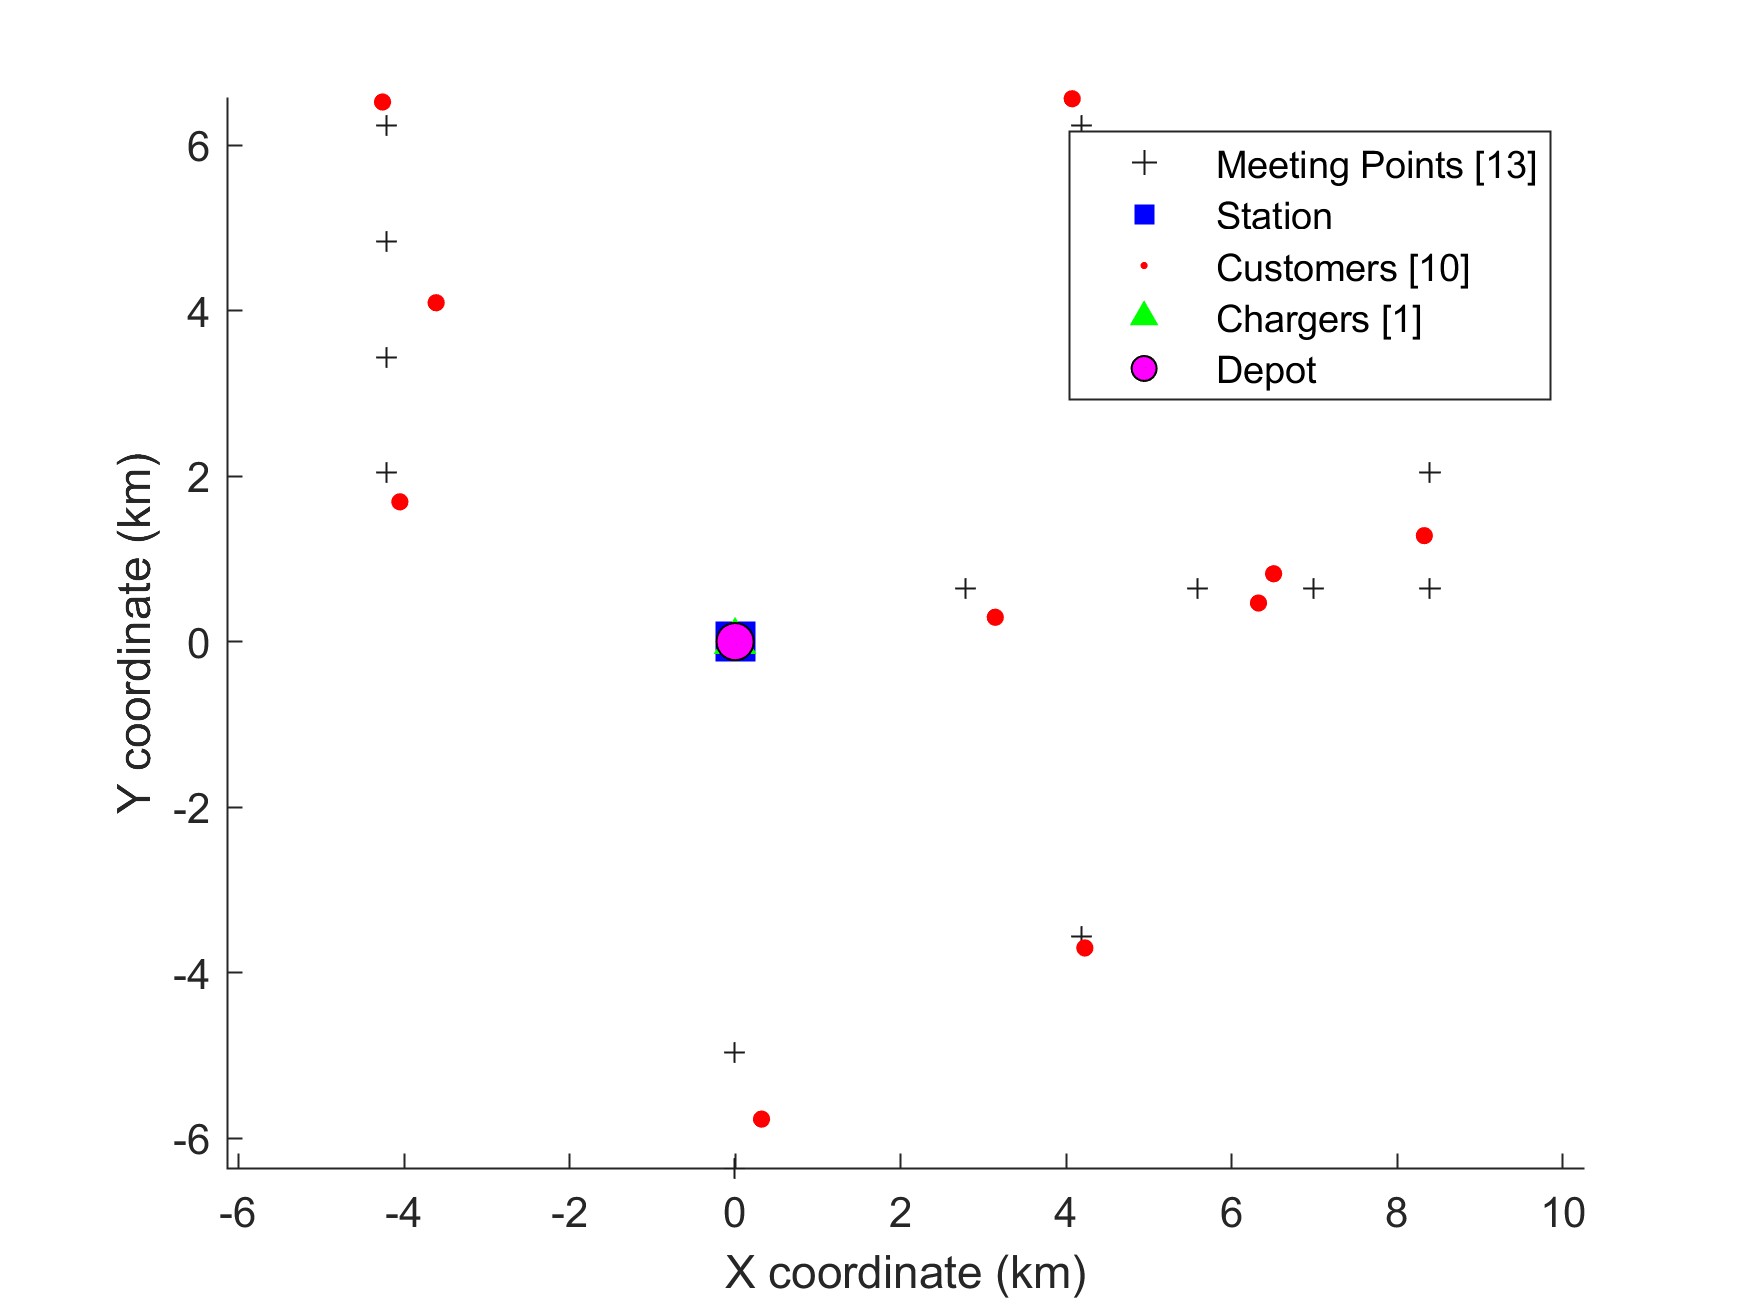 6
4
2
0
-2
-4
-6
Y coordinate (km)
Meeting Points [13]
Station
Customers [10]
Chargers [1]
Depot
-6 -4 -2 0 2 4 6 8 10
X coordinate (km)